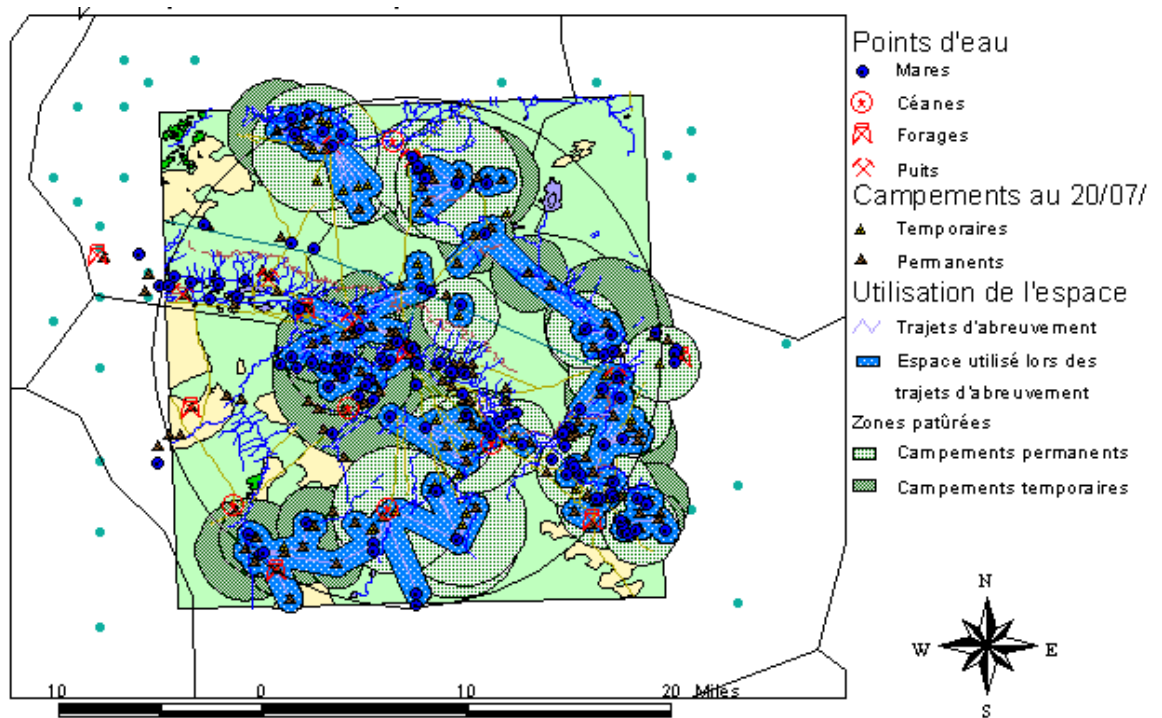 Points d'eau
Mares
Céanes
Forages
Puits
Campements au 20/07/
Temporaires
Permanents
Utilisation de l'espace
Trajets d'abreuvement
Espace utilisé lors des
trajets d'abreuvement
Zones patûrées
Campements permanents
Campements temporaires
N
W E
S
10 0 10 20 Miles